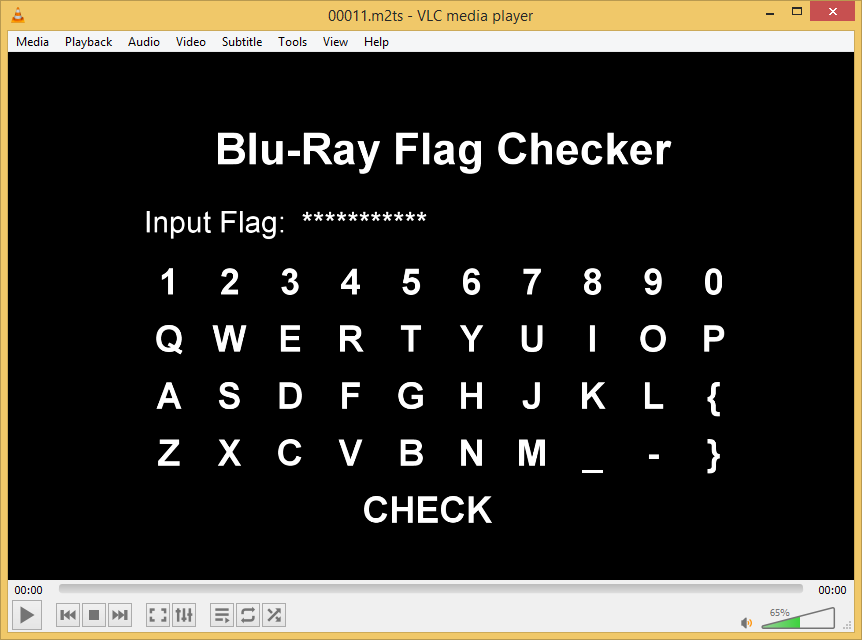 00011.m2ts - VLC media player
Media Playback Audio Video Subtitle Tools View Help
Blu-Ray Flag Checker
Input Flag: ***********
1 2 3 4 5 6 7 8 9 0
Q W E R T Y U I O P
A S D F G H J K L {
Z X C V B N M _ - }
CHECK
00:00 00:00
65%